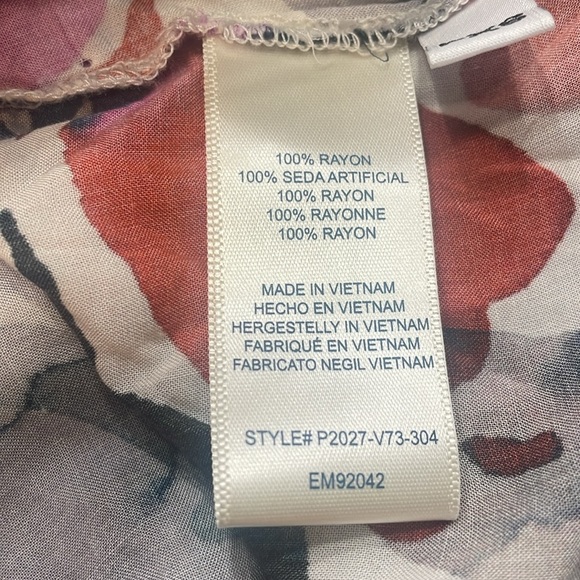 100% RAYON
100% SEDA ARTIFICIAL
100% RAYON
100% RAYONNE
100% RAYON
MADE IN VIETNAM
HECHO EN VIETNAM
HERGESTELLY IN VIETNAM
FABRIQUÉ EN VIETNAM
FABRICATO NEGIL VIETNAM
STYLE# P2027-V73-304
EM92042